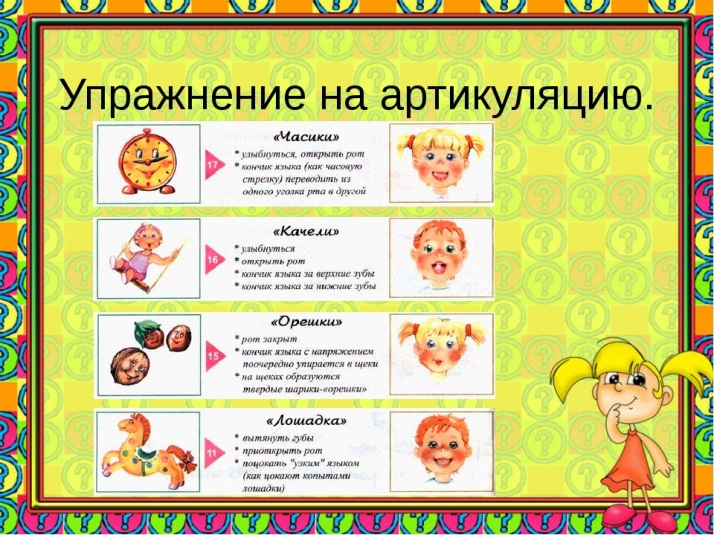 Упражнение на артикуляцию.
«Часики»
17
* улыбнуться, открыть рот
* кончик языка (как часовую
стрелку) переводить из
одного уголка рта в другой
«Качели»
16
* улыбнуться
* открыть рот
* кончик языка за верхние зубы
* кончик языка за нижние зубы
«Орешки»
15
* рот закрыт
* кончик языка с напряжением
поочередно упирается в щеки
* на щеках образуются
твердые шарики-«орешки»
«Лошадка»
11
* вытянуть губы
* приоткрыть рот
* поцокать "узким" языком
(как цокают копытами
лошадки)